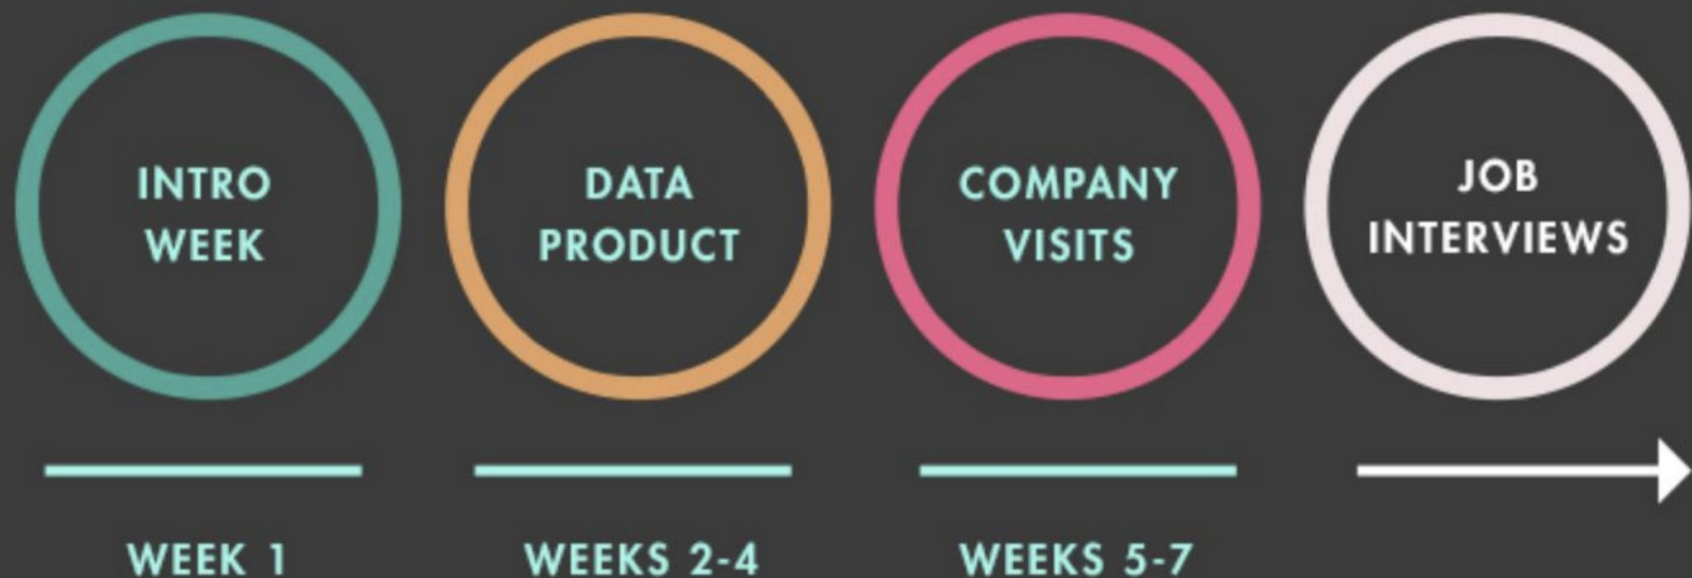 INTRO
WEEK
DATA
PRODUCT
COMPANY
VISITS
JOB
INTERVIEWS
WEEK 1
WEEKS 2-4
WEEKS 5-7